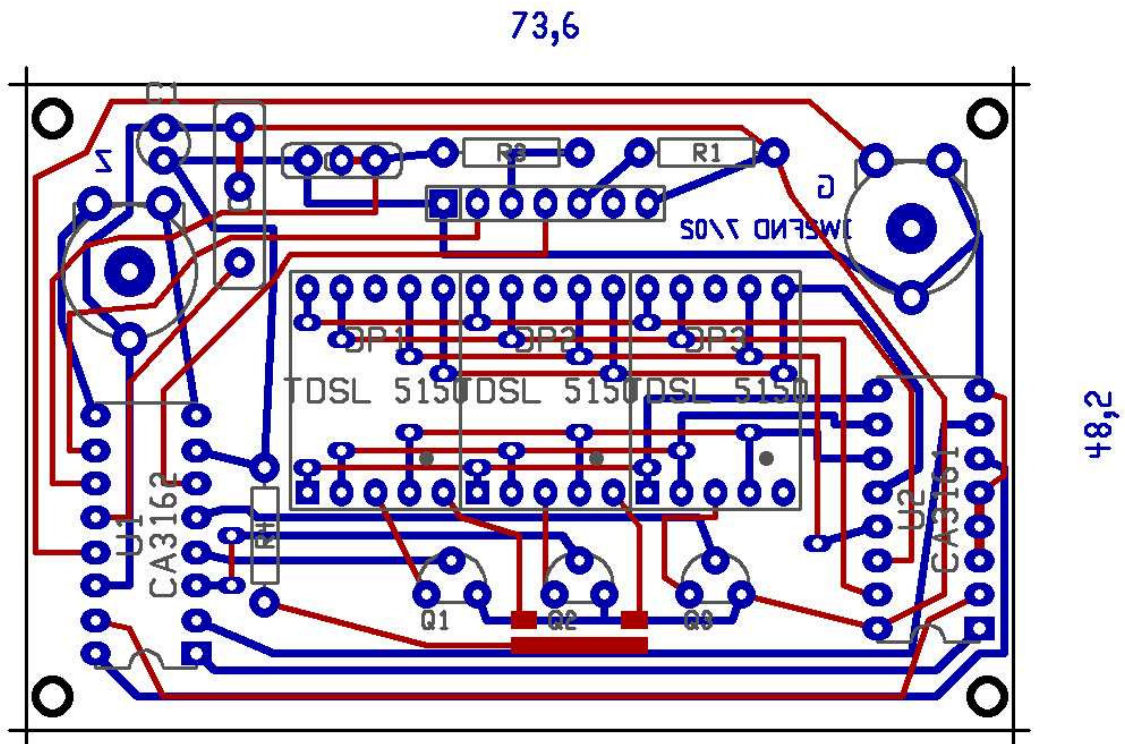 73,6
C1
Z
R3
R1
G
IW2FND 7/02
DP1
DP2
DP3
TDSL 5150
TDSL 5150
TDSL 5150
48,2
U1
CA3162
R4
U2
CA3161
Q1
Q2
Q3